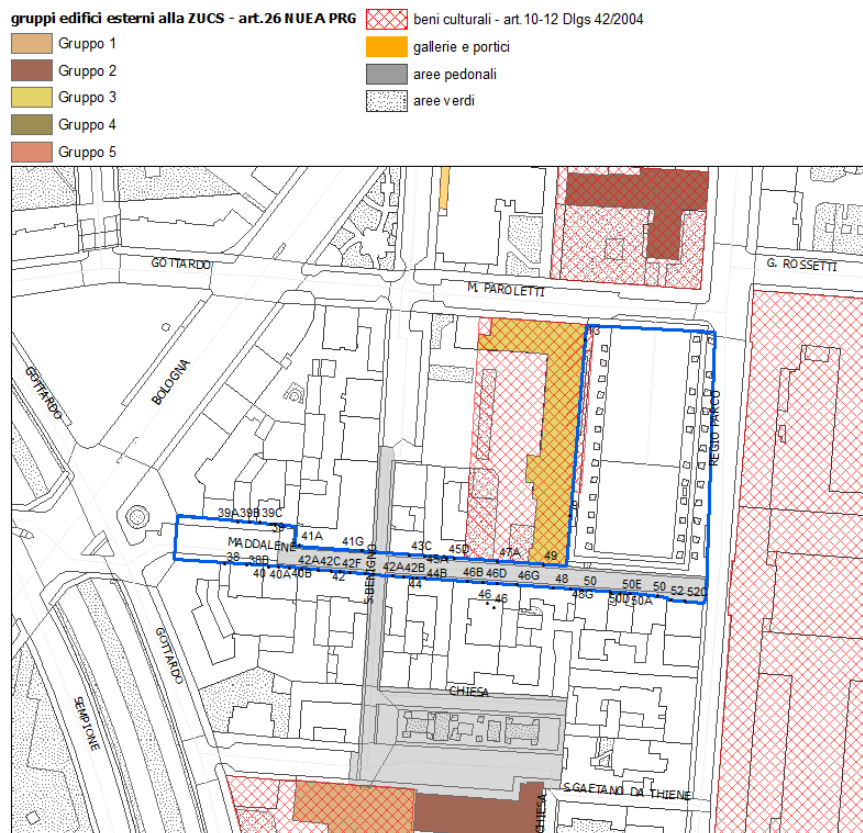 gruppi edifici esterni alla ZUCS - art.26 NUEA PRG
Gruppo 1
Gruppo 2
Gruppo 3
Gruppo 4
Gruppo 5
beni culturali - art.10-12 Dlgs 42/2004
gallerie e portici
aree pedonali
aree verdi
GOTTARDO
G. ROSSETTI
M. PAROLETTI
BOLOGNA
GOTTARDO
REGIO PARCO
39A 39B 39C
39
41A
41G
43C
45A
45D
47A
49
MADDALENE
S.BENIGNO
38
38B
40
40A
40B
42A
42C
42
42F
42A
42B
44
44B
46B
46D
46G
46
46
48
48G
50
50D
50E
50A
50
52
52C
GOTTARDO
SEMPIONE
CHIESA
S.GAETANO DA THIENE
CHIESA